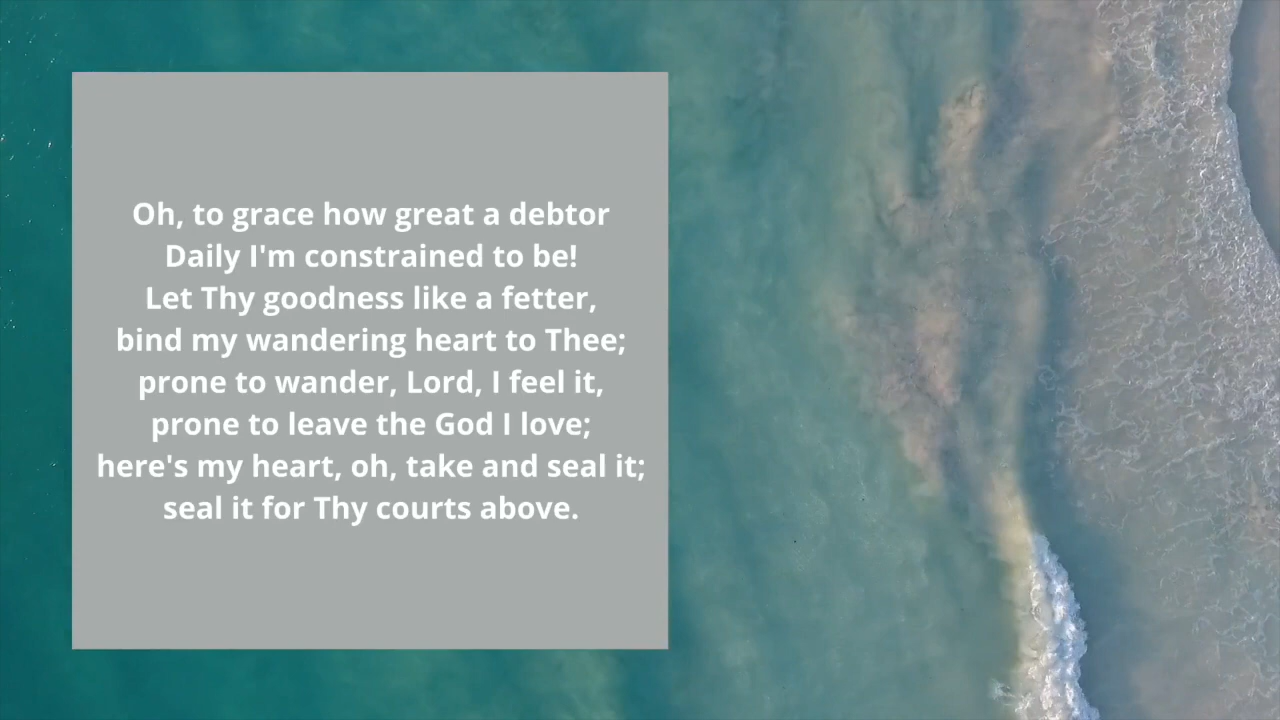 Oh, to grace how great a debtor
Daily I'm constrained to be!
Let Thy goodness like a fetter,
bind my wandering heart to Thee;
prone to wander, Lord, I feel it,
prone to leave the God I love;
here's my heart, oh, take and seal it;
seal it for Thy courts above.